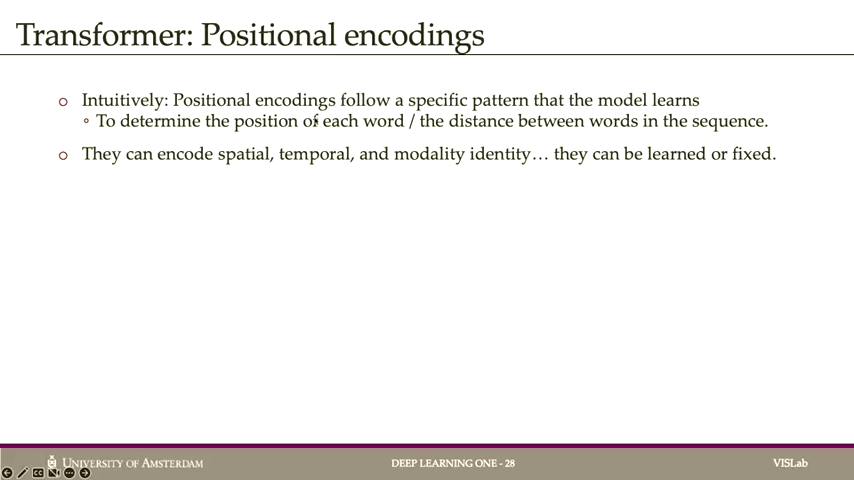 Transformer: Positional encodings
Intuitively: Positional encodings follow a specific pattern that the model learns
To determine the position of each word / the distance between words in the sequence.
They can encode spatial, temporal, and modality identity… they can be learned or fixed.
UNIVERSITY OF AMSTERDAM
DEEP LEARNING ONE - 28
VISLab